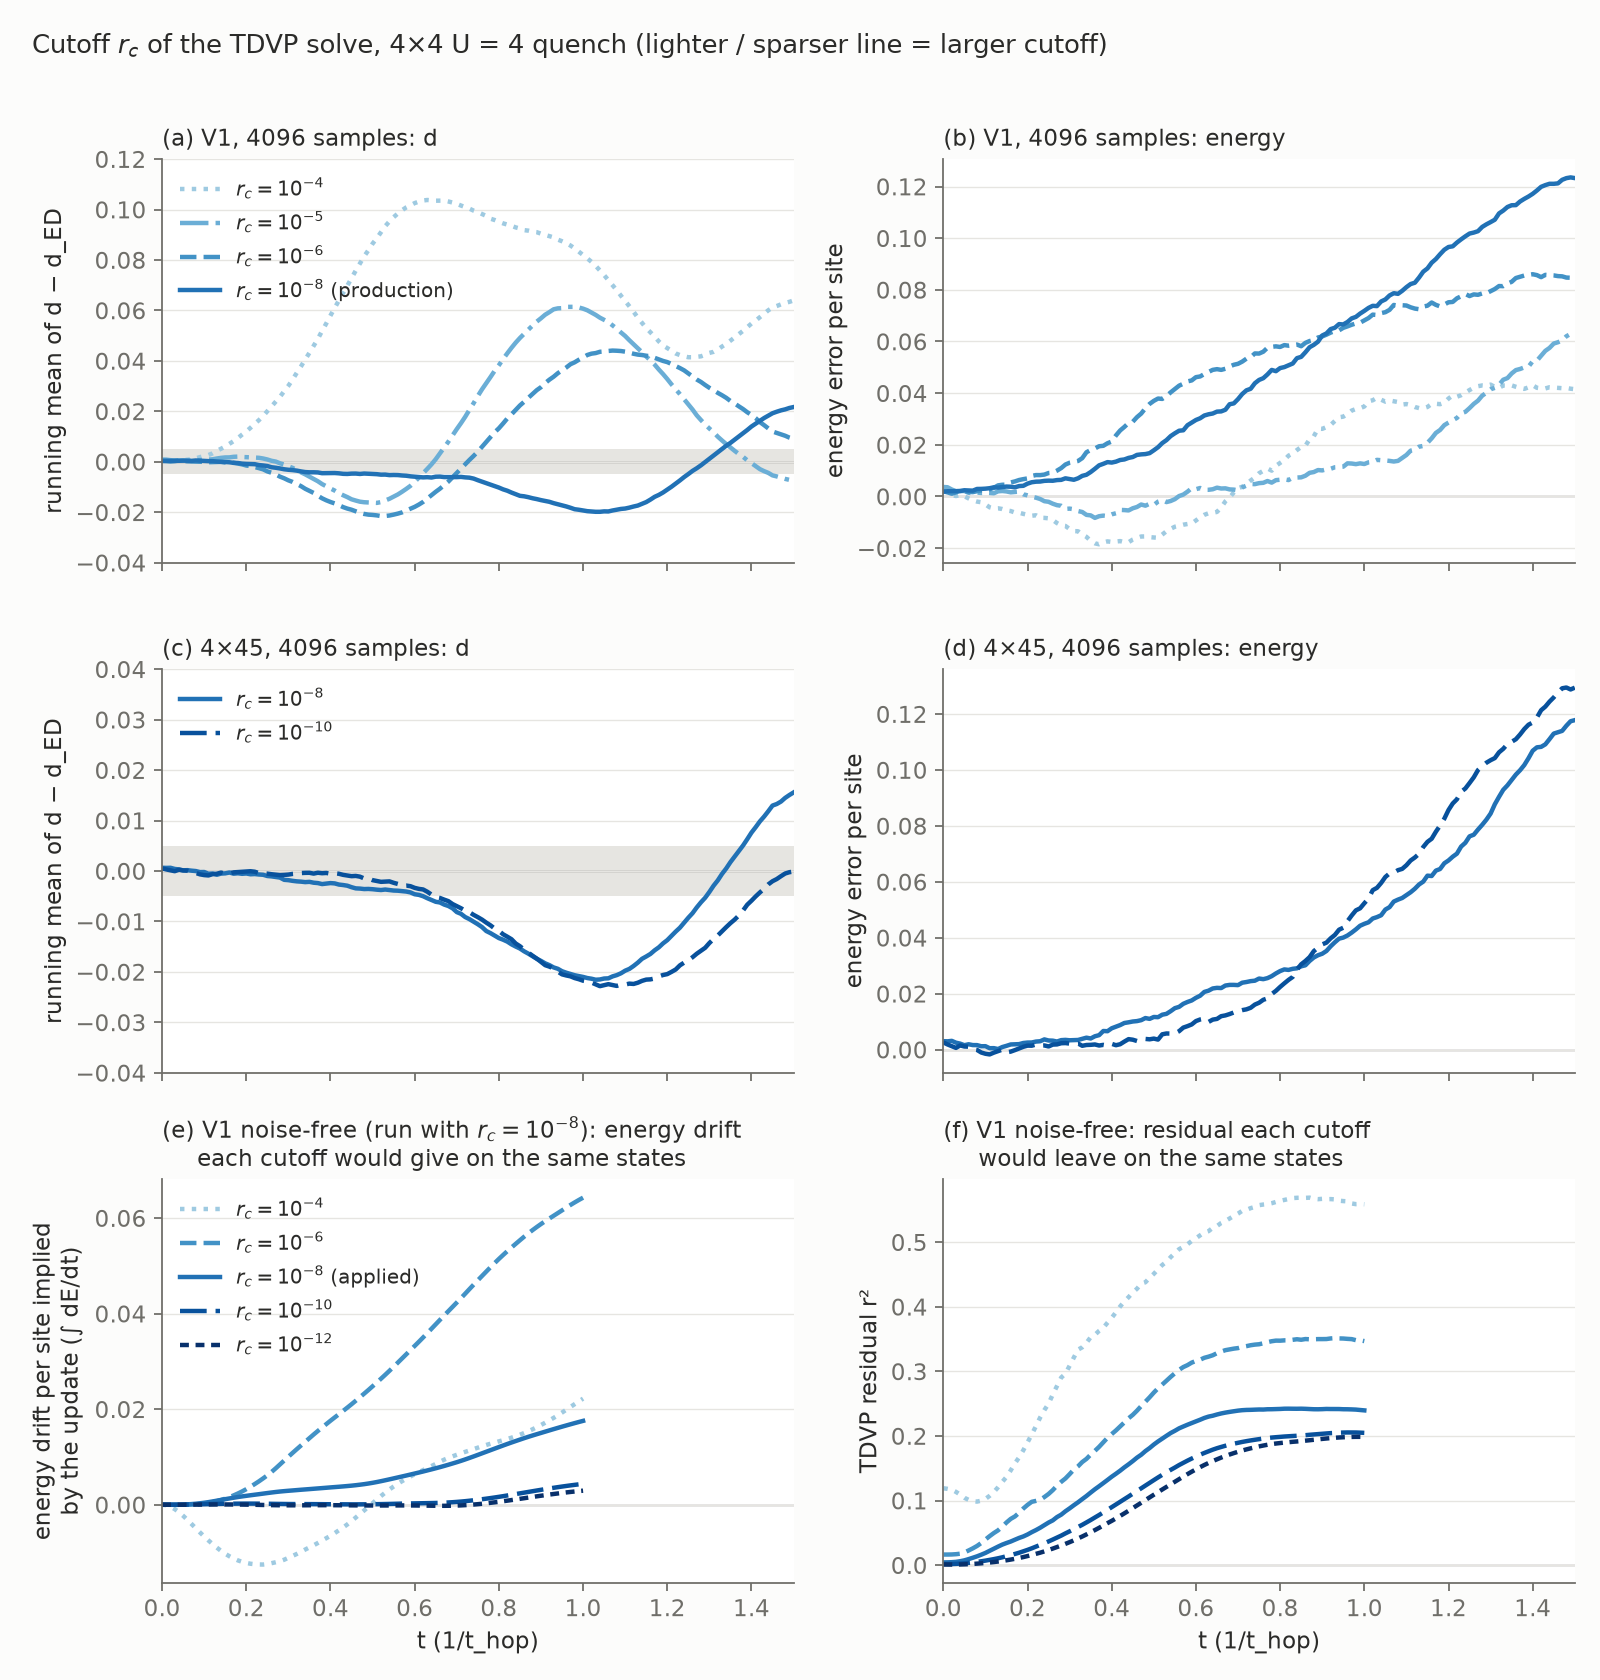 Cutoff r_c of the TDVP solve, 4×4 U = 4 quench (lighter / sparser line = larger cutoff)
(a) V1, 4096 samples: d
running mean of d − d_ED
0.12
0.10
0.08
0.06
0.04
0.02
0.00
−0.02
−0.04
r_c = 10⁻⁴
r_c = 10⁻⁵
r_c = 10⁻⁶
r_c = 10⁻⁸ (production)
(b) V1, 4096 samples: energy
energy error per site
0.12
0.10
0.08
0.06
0.04
0.02
0.00
−0.02
(c) 4×45, 4096 samples: d
running mean of d − d_ED
0.04
0.03
0.02
0.01
0.00
−0.01
−0.02
−0.03
−0.04
r_c = 10⁻⁸
r_c = 10⁻¹⁰
(d) 4×45, 4096 samples: energy
energy error per site
0.12
0.10
0.08
0.06
0.04
0.02
0.00
(e) V1 noise-free (run with r_c = 10⁻⁸): energy drift
each cutoff would give on the same states
energy drift per site implied
by the update (∫ dE/dt)
0.06
0.04
0.02
0.00
r_c = 10⁻⁴
r_c = 10⁻⁶
r_c = 10⁻⁸ (applied)
r_c = 10⁻¹⁰
r_c = 10⁻¹²
0.0 0.2 0.4 0.6 0.8 1.0 1.2 1.4
t (1/t_hop)
(f) V1 noise-free: residual each cutoff
would leave on the same states
TDVP residual r²
0.5
0.4
0.3
0.2
0.1
0.0
0.0 0.2 0.4 0.6 0.8 1.0 1.2 1.4
t (1/t_hop)